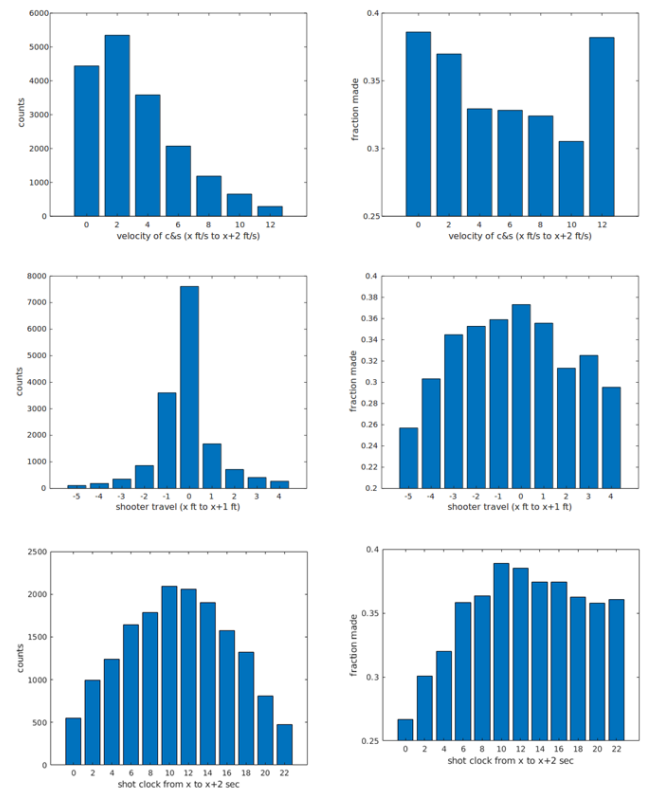 6000
5000
4000
3000
2000
1000
0
counts
0 2 4 6 8 10 12
velocity of c&s (x ft/s to x+2 ft/s)
0.4
0.35
0.3
0.25
fraction made
0 2 4 6 8 10 12
velocity of c&s (x ft/s to x+2 ft/s)
8000
7000
6000
5000
4000
3000
2000
1000
0
counts
-5 -4 -3 -2 -1 0 1 2 3 4
shooter travel (x ft to x+1 ft)
0.4
0.38
0.36
0.34
0.32
0.3
0.28
0.26
0.24
0.22
0.2
fraction made
-5 -4 -3 -2 -1 0 1 2 3 4
shooter travel (x ft to x+1 ft)
2500
2000
1500
1000
500
0
counts
0 2 4 6 8 10 12 14 16 18 20 22
shot clock from x to x+2 sec
0.4
0.35
0.3
0.25
fraction made
0 2 4 6 8 10 12 14 16 18 20 22
shot clock from x to x+2 sec